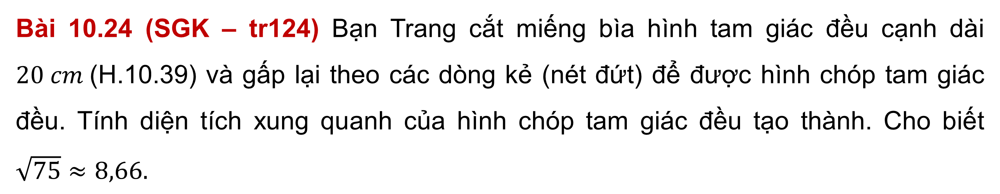 Bài 10.24 (SGK – tr124) Bạn Trang cắt miếng bìa hình tam giác đều cạnh dài
20 cm (H.10.39) và gấp lại theo các dòng kẻ (nét đứt) để được hình chóp tam giác
đều. Tính diện tích xung quanh của hình chóp tam giác đều tạo thành. Cho biết
√75 ≈ 8,66.